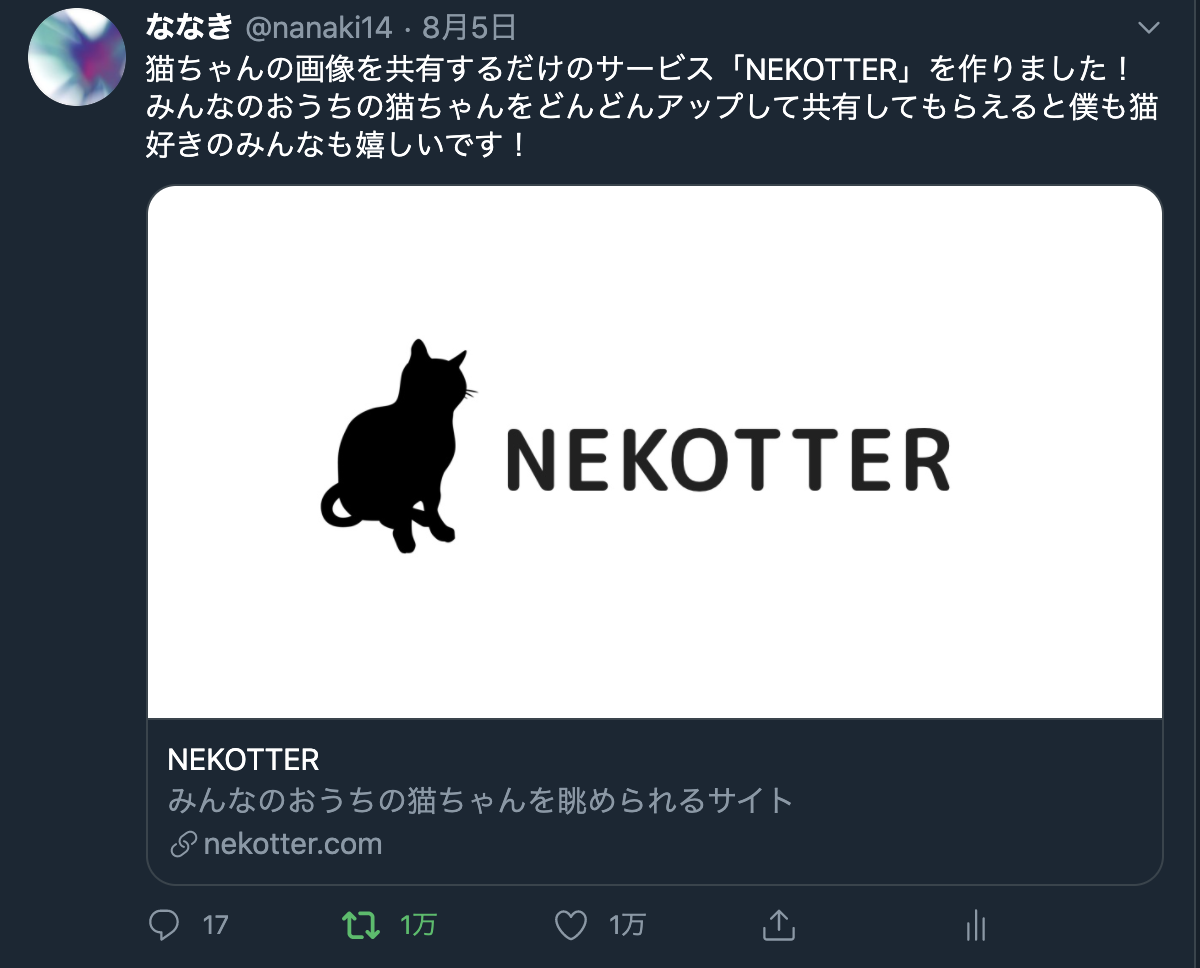 ななき @nanaki14 · 8月5日
猫ちゃんの画像を共有するだけのサービス「NEKOTTER」を作りました！
みんなのおうちの猫ちゃんをどんどんアップして共有してもらえると僕も猫
好きのみんなも嬉しいです！
NEKOTTER
NEKOTTER
みんなのおうちの猫ちゃんを眺められるサイト
nekotter.com
17 1万 1万